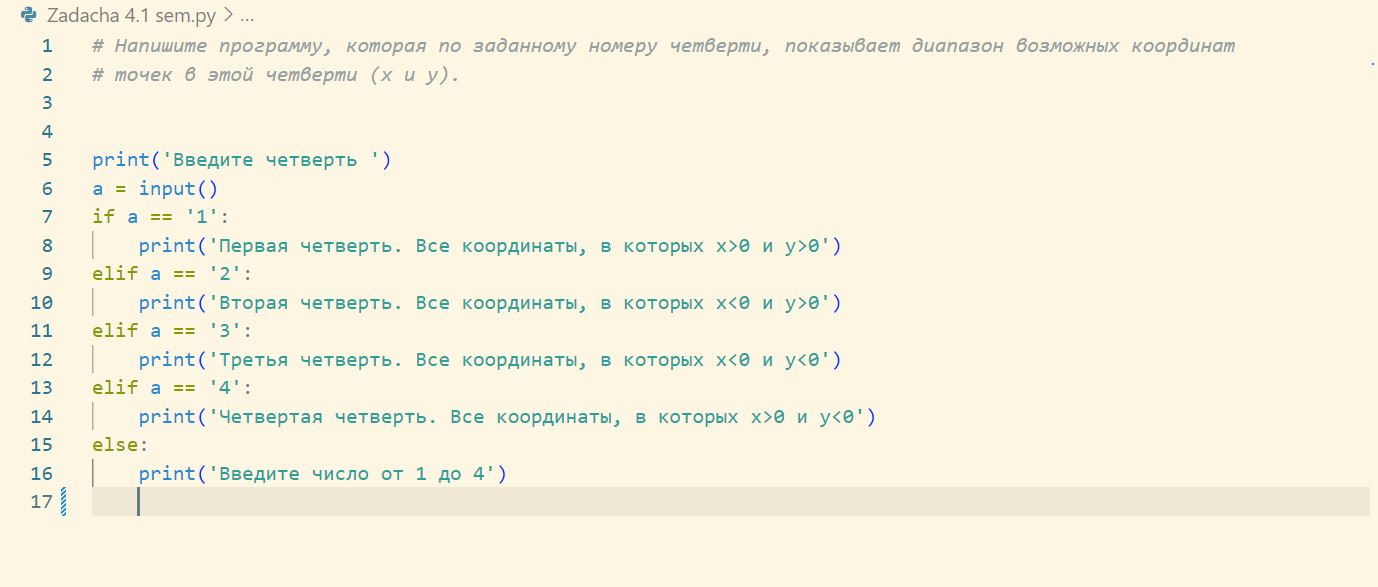 Zadacha 4.1 sem.py > ...
1 # Напишите программу, которая по заданному номеру четверти, показывает диапазон возможных координат
2 # точек в этой четверти (x и y).
3
4
5 print('Введите четверть ')
6 a = input()
7 if a == '1':
8     print('Первая четверть. Все координаты, в которых x>0 и y>0')
9 elif a == '2':
10     print('Вторая четверть. Все координаты, в которых x<0 и y>0')
11 elif a == '3':
12     print('Третья четверть. Все координаты, в которых x<0 и y<0')
13 elif a == '4':
14     print('Четвертая четверть. Все координаты, в которых x>0 и y<0')
15 else:
16     print('Введите число от 1 до 4')
17